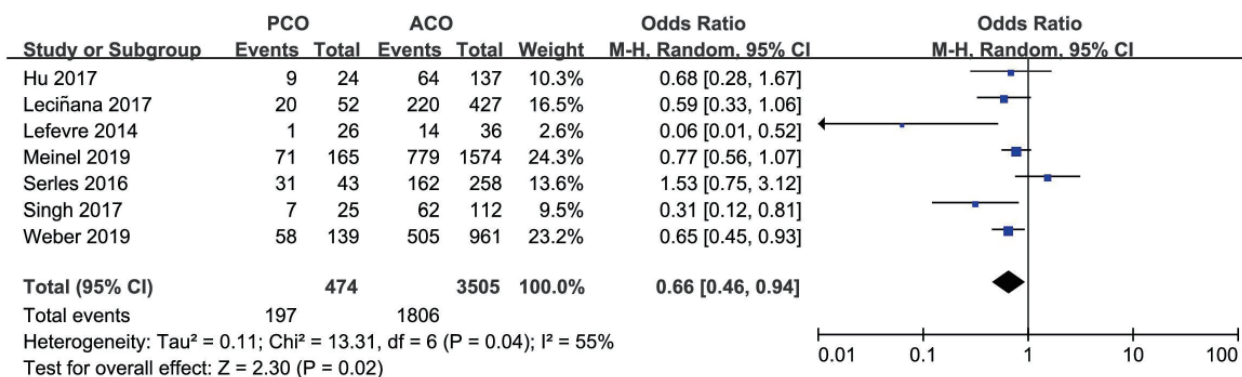 PCO ACO Odds Ratio Odds Ratio
Study or Subgroup Events Total Events Total Weight M-H, Random, 95% CI M-H, Random, 95% CI
Hu 2017 9 24 64 137 10.3% 0.68 [0.28, 1.67]
Leciñana 2017 20 52 220 427 16.5% 0.59 [0.33, 1.06]
Lefevre 2014 1 26 14 36 2.6% 0.06 [0.01, 0.52]
Meinel 2019 71 165 779 1574 24.3% 0.77 [0.56, 1.07]
Serles 2016 31 43 162 258 13.6% 1.53 [0.75, 3.12]
Singh 2017 7 25 62 112 9.5% 0.31 [0.12, 0.81]
Weber 2019 58 139 505 961 23.2% 0.65 [0.45, 0.93]
Total (95% CI) 474 3505 100.0% 0.66 [0.46, 0.94]
Total events 197 1806
Heterogeneity: Tau² = 0.11; Chi² = 13.31, df = 6 (P = 0.04); I² = 55%
Test for overall effect: Z = 2.30 (P = 0.02)
0.01 0.1 1 10 100